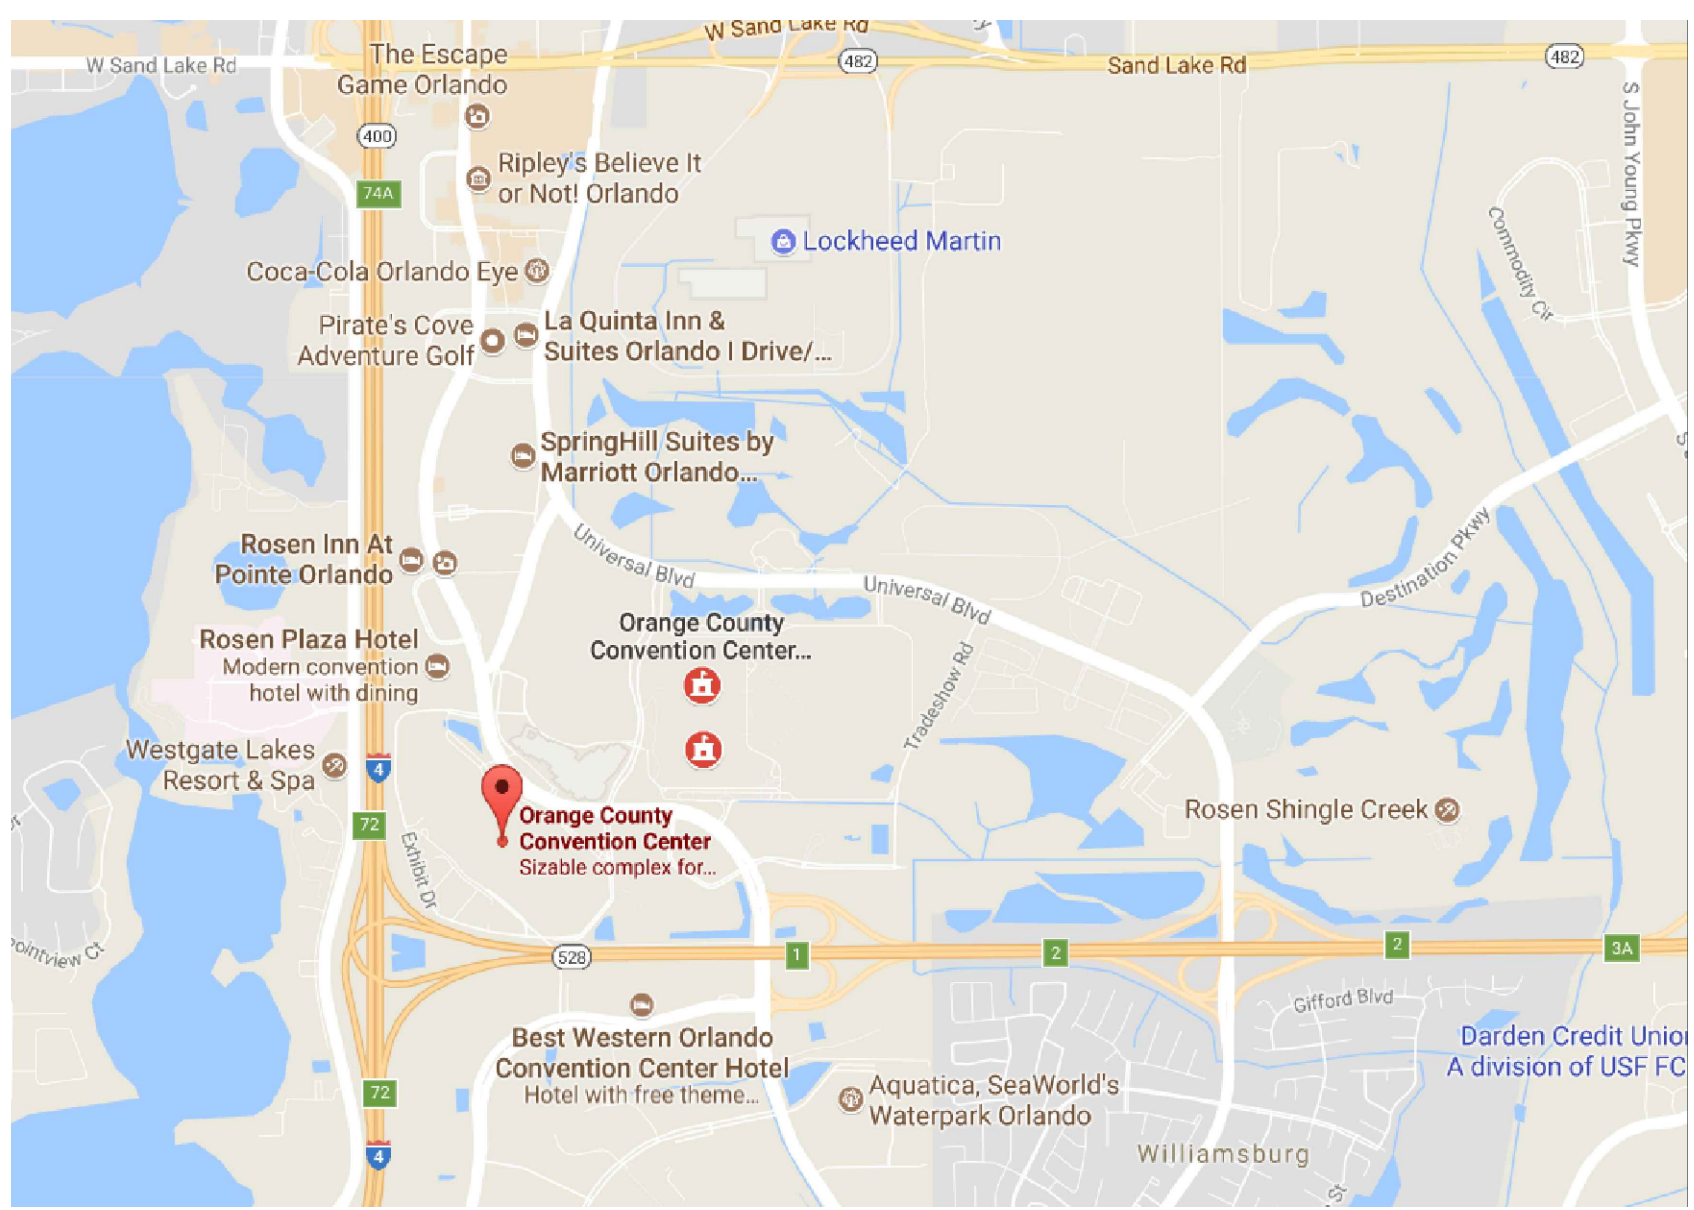 W Sand Lake Rd
482
W Sand Lake Rd
Sand Lake Rd
482
The Escape
Game Orlando
400
S John Young Pkwy
Ripley's Believe It
or Not! Orlando
74A
Lockheed Martin
Commodity Cir
Coca-Cola Orlando Eye
Pirate's Cove
Adventure Golf
La Quinta Inn &
Suites Orlando I Drive/...
SpringHill Suites by
Marriott Orlando...
Rosen Inn At
Pointe Orlando
Universal Blvd
Universal Blvd
Destination Pkwy
Orange County
Convention Center...
Rosen Plaza Hotel
Modern convention
hotel with dining
Tradeshow Rd
Westgate Lakes
Resort & Spa
4
72
Orange County
Convention Center
Sizable complex for...
Rosen Shingle Creek
Exhibit Dr
ointview Ct
528
1
2
2
3A
Gifford Blvd
Best Western Orlando
Convention Center Hotel
Hotel with free theme...
Darden Credit Unio
A division of USF FC
72
Aquatica, SeaWorld's
Waterpark Orlando
4
Williamsburg
St